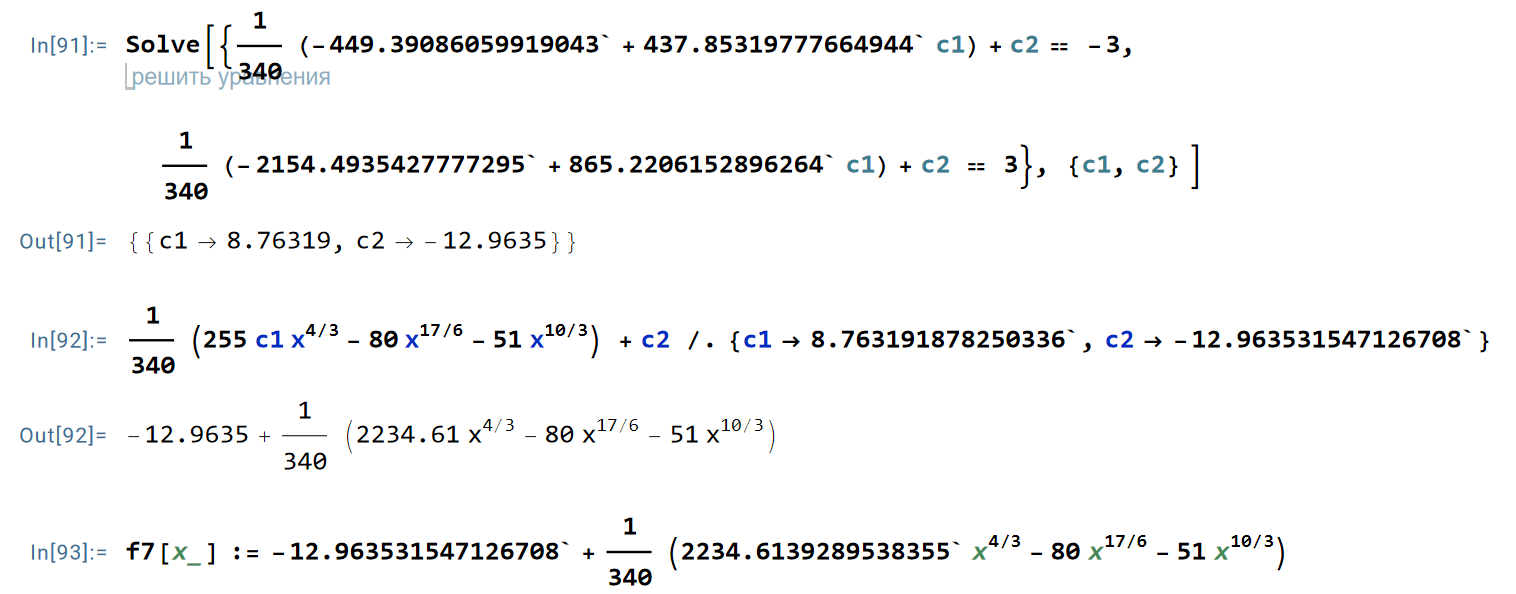 In[91]:= Solve[{1/340 (-449.39086059919043` + 437.85319777664944` c1) + c2 == -3,
решить уравнения
1/340 (-2154.4935427777295` + 865.2206152896264` c1) + c2 == 3}, {c1, c2}]
Out[91]= {{c1 → 8.76319, c2 → -12.9635}}
In[92]:= 1/340 (255 c1 x^4/3 - 80 x^17/6 - 51 x^10/3) + c2 /. {c1 → 8.763191878250336`, c2 → -12.963531547126708`}
Out[92]= -12.9635 + 1/340 (2234.61 x^4/3 - 80 x^17/6 - 51 x^10/3)
In[93]:= f7[x_] := -12.963531547126708` + 1/340 (2234.6139289538355` x^4/3 - 80 x^17/6 - 51 x^10/3)